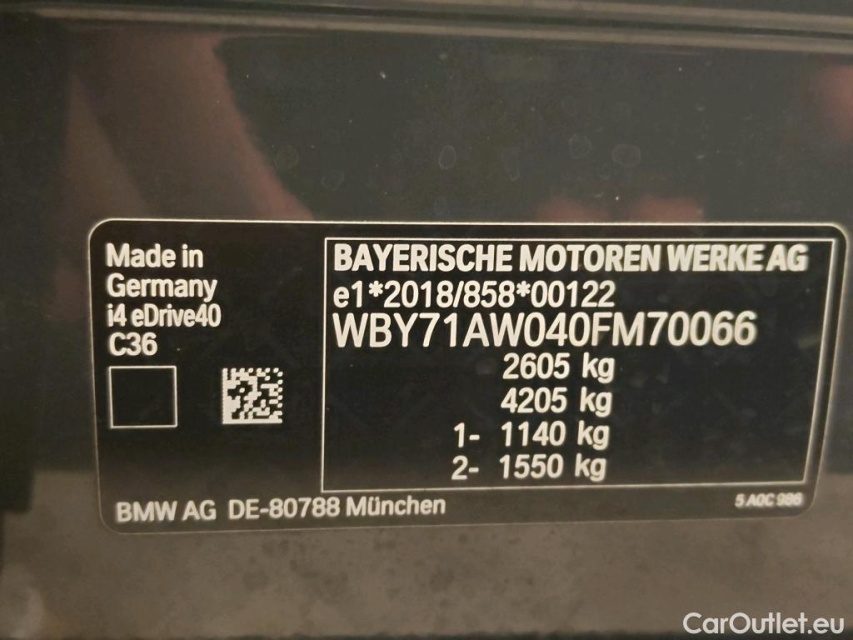 Made in
Germany
i4 eDrive40
C36
BAYERISCHE MOTOREN WERKE AG
e1*2018/858*00122
WBY71AW040FM70066
2605 kg
4205 kg
1- 1140 kg
2- 1550 kg
BMW AG DE-80788 München
5 A0C 986
CarOutlet.eu